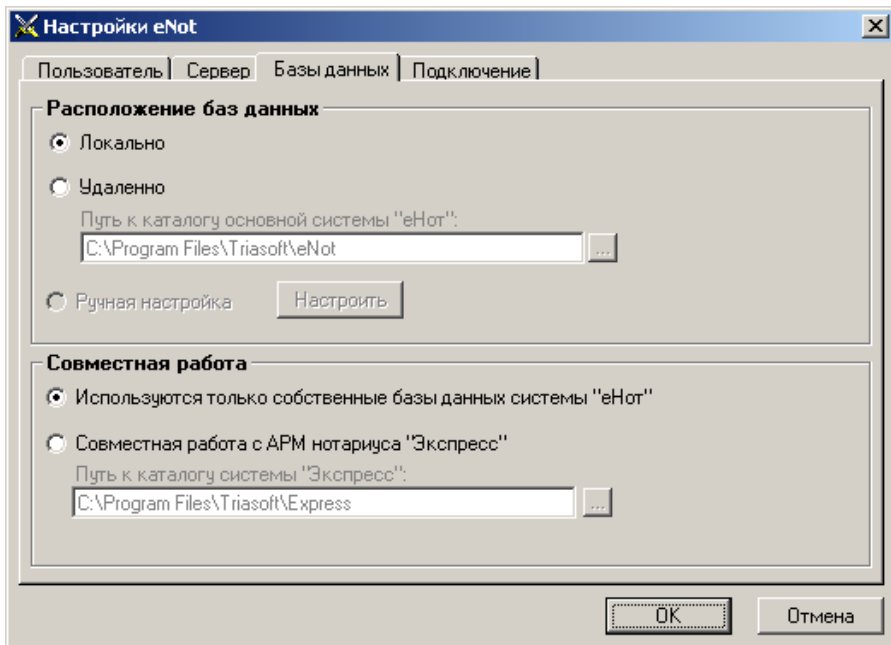 Настройки eNot
Пользователь Сервер Базы данных Подключение
Расположение баз данных
Локально
Удаленно
Путь к каталогу основной системы "еНот":
C:\Program Files\Triasoft\eNot ...
Ручная настройка Настроить
Совместная работа
Используются только собственные базы данных системы "еНот"
Совместная работа с АРМ нотариуса "Экспресс"
Путь к каталогу системы "Экспресс":
C:\Program Files\Triasoft\Express ...
OK Отмена